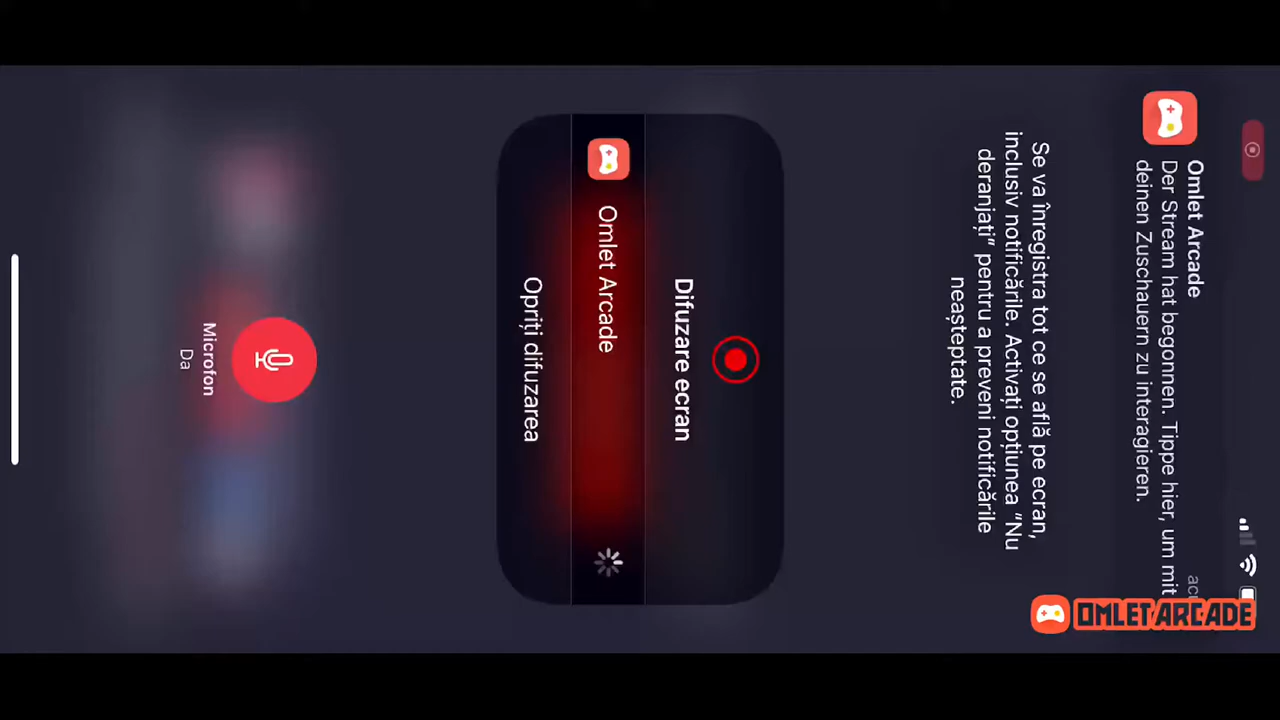 Omlet Arcade
Der Stream hat begonnen. Tippe hier, um mit
deinen Zuschauern zu interagieren.
Se va înregistra tot ce se află pe ecran,
inclusiv notificările. Activați opțiunea “Nu
deranjați” pentru a preveni notificările
neașteptate.
Difuzare ecran
Omlet Arcade
Opriți difuzarea
Microfon
Da
OMLET ARCADE